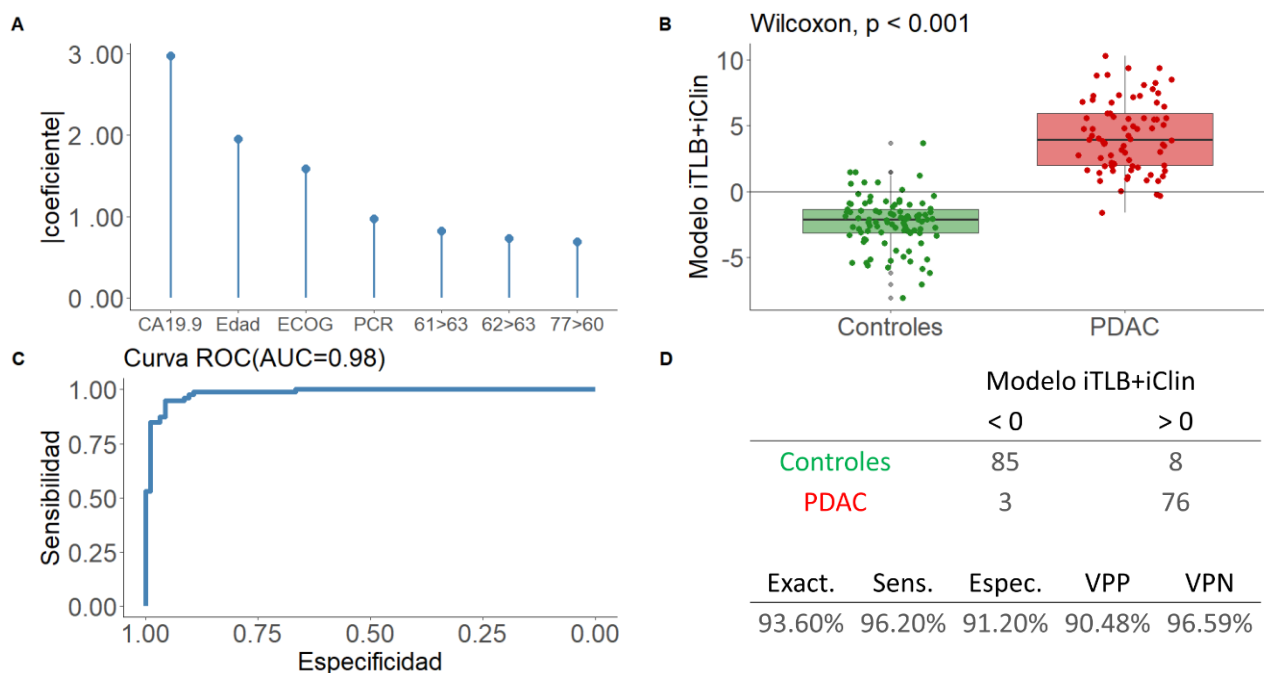 A
3 .00
2 .00
1 .00
0 .00
|coeficiente|
CA19.9 Edad ECOG PCR 61>63 62>63 77>60
B
Wilcoxon, p < 0.001
10
5
0
-5
Modelo iTLB+iClin
Controles PDAC
C
Curva ROC(AUC=0.98)
1.00
0.75
0.50
0.25
0.00
Sensibilidad
1.00 0.75 0.50 0.25 0.00
Especificidad
D
Modelo iTLB+iClin
< 0 > 0
Controles 85 8
PDAC 3 76
Exact. Sens. Espec. VPP VPN
93.60% 96.20% 91.20% 90.48% 96.59%